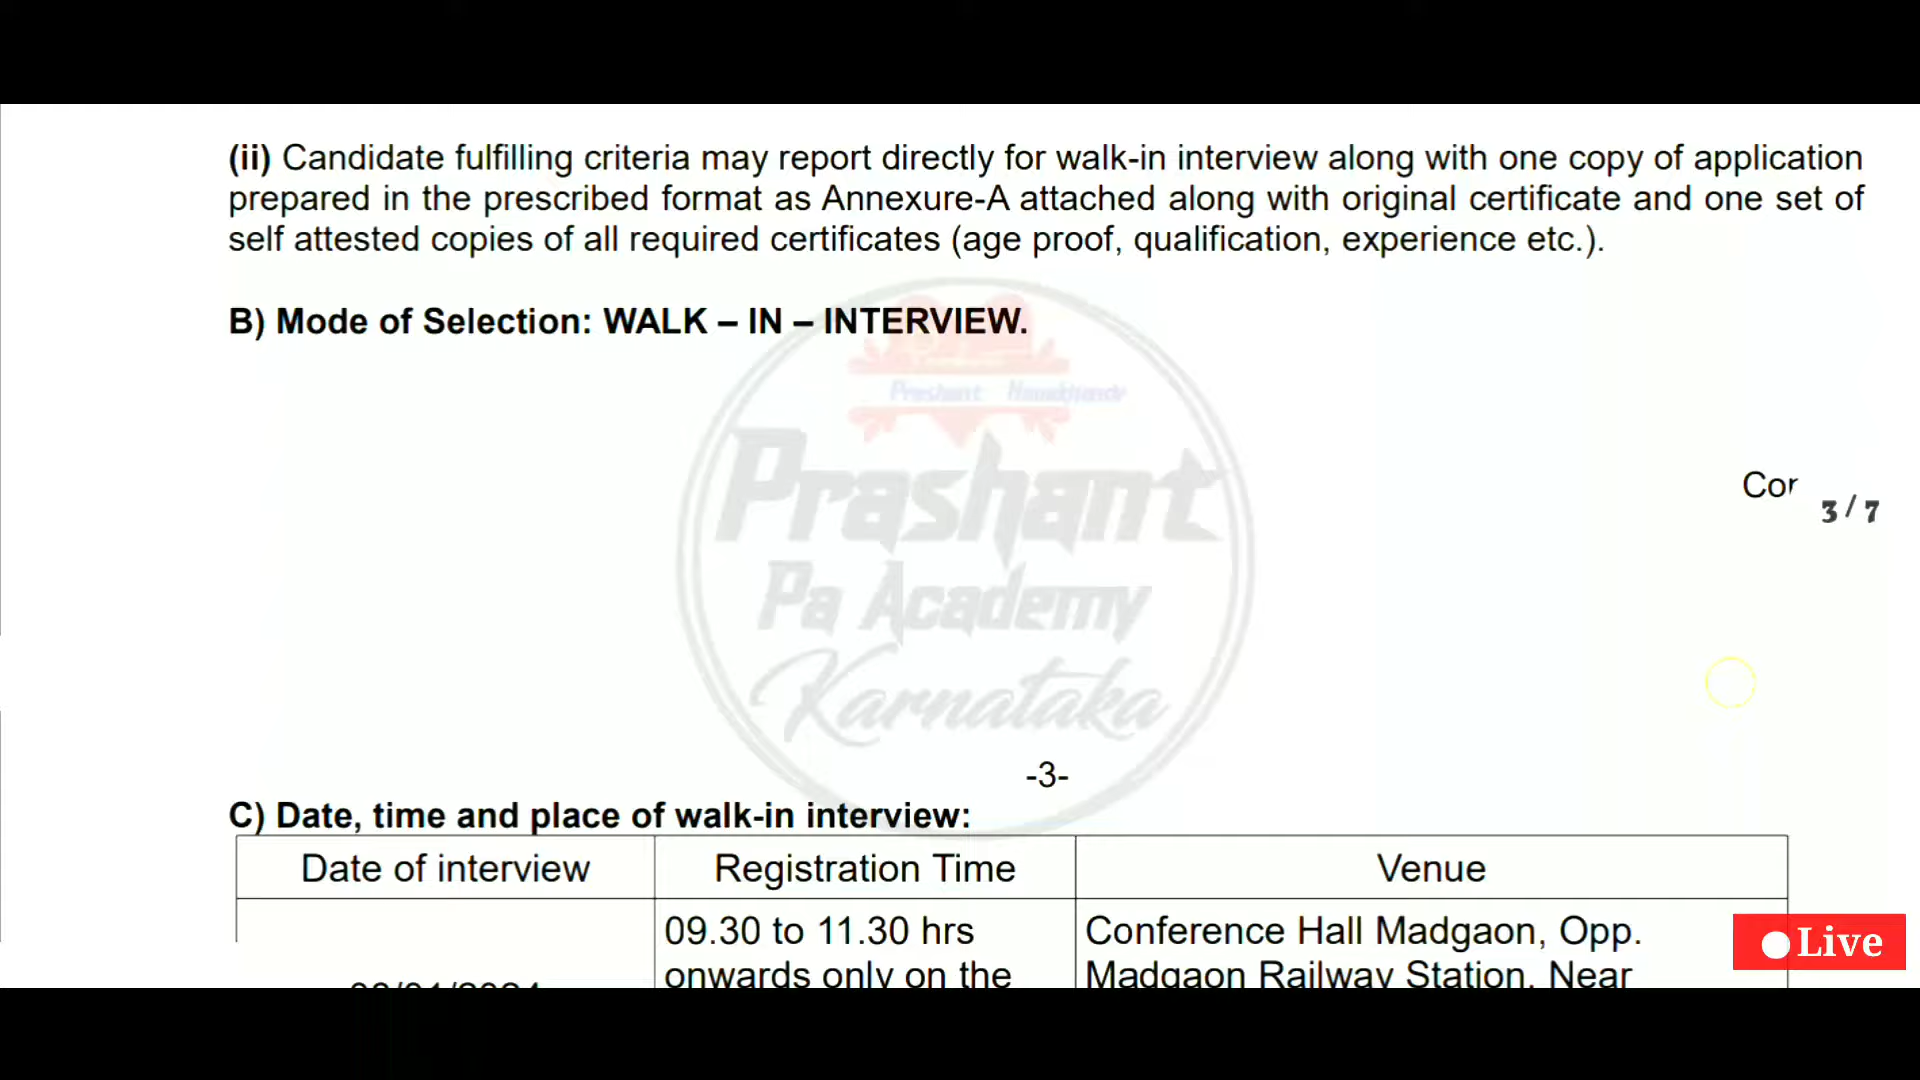 (ii) Candidate fulfilling criteria may report directly for walk-in interview along with one copy of application
prepared in the prescribed format as Annexure-A attached along with original certificate and one set of
self attested copies of all required certificates (age proof, qualification, experience etc.).
B) Mode of Selection: WALK – IN – INTERVIEW.
Prashant
Prashant
Pa Academy
Karnataka
Cor
3 / 7
-3-
C) Date, time and place of walk-in interview:
Date of interview Registration Time Venue
09.30 to 11.30 hrs Conference Hall Madgaon, Opp.
onwards only on the Madgaon Railway Station, Near
Live